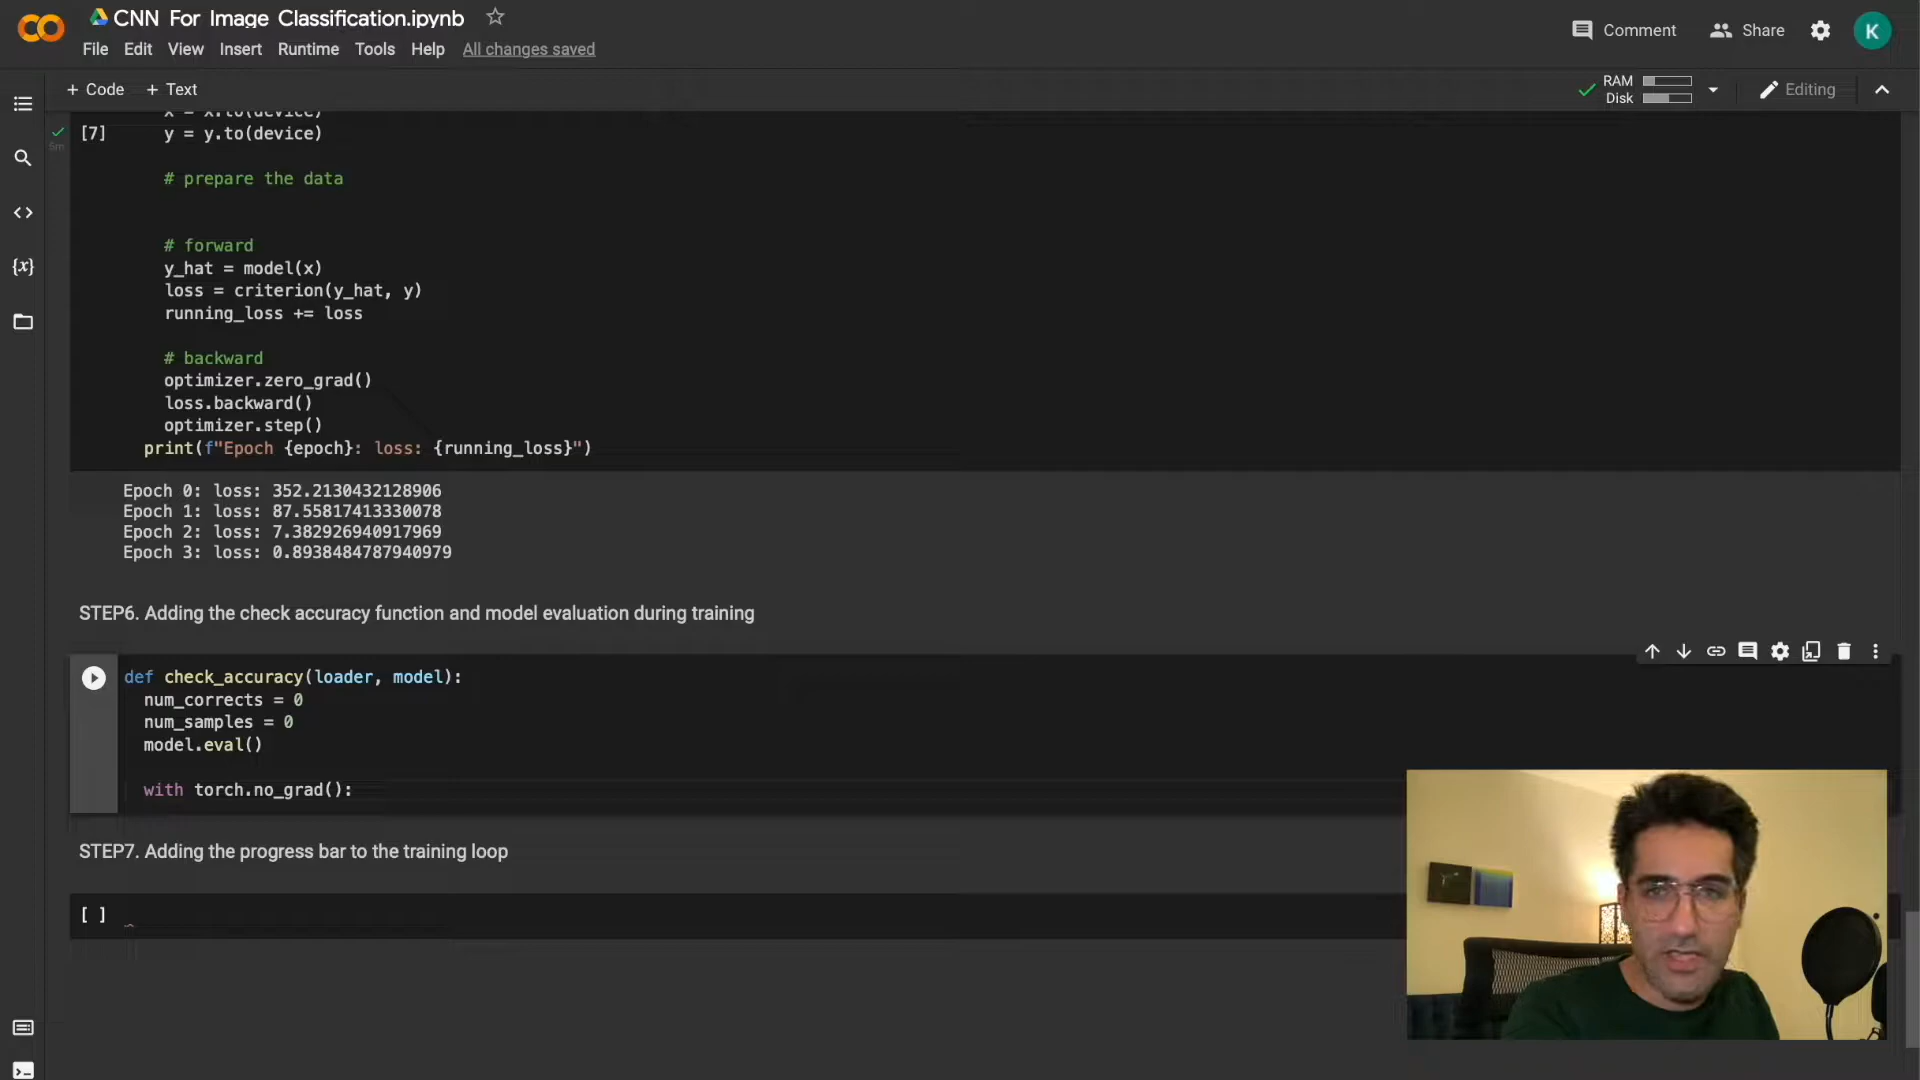 CNN For Image Classification.ipynb
Comment
Share
K
File Edit View Insert Runtime Tools Help All changes saved
+ Code + Text
RAM
Disk
Editing
x = x.to(device)
[7] y = y.to(device)
# prepare the data
# forward
y_hat = model(x)
loss = criterion(y_hat, y)
running_loss += loss
# backward
optimizer.zero_grad()
loss.backward()
optimizer.step()
print(f"Epoch {epoch}: loss: {running_loss}")
Epoch 0: loss: 352.2130432128906
Epoch 1: loss: 87.55817413330078
Epoch 2: loss: 7.382926940917969
Epoch 3: loss: 0.8938484787940979
STEP6. Adding the check accuracy function and model evaluation during training
def check_accuracy(loader, model):
num_corrects = 0
num_samples = 0
model.eval()
with torch.no_grad():
STEP7. Adding the progress bar to the training loop
[ ]